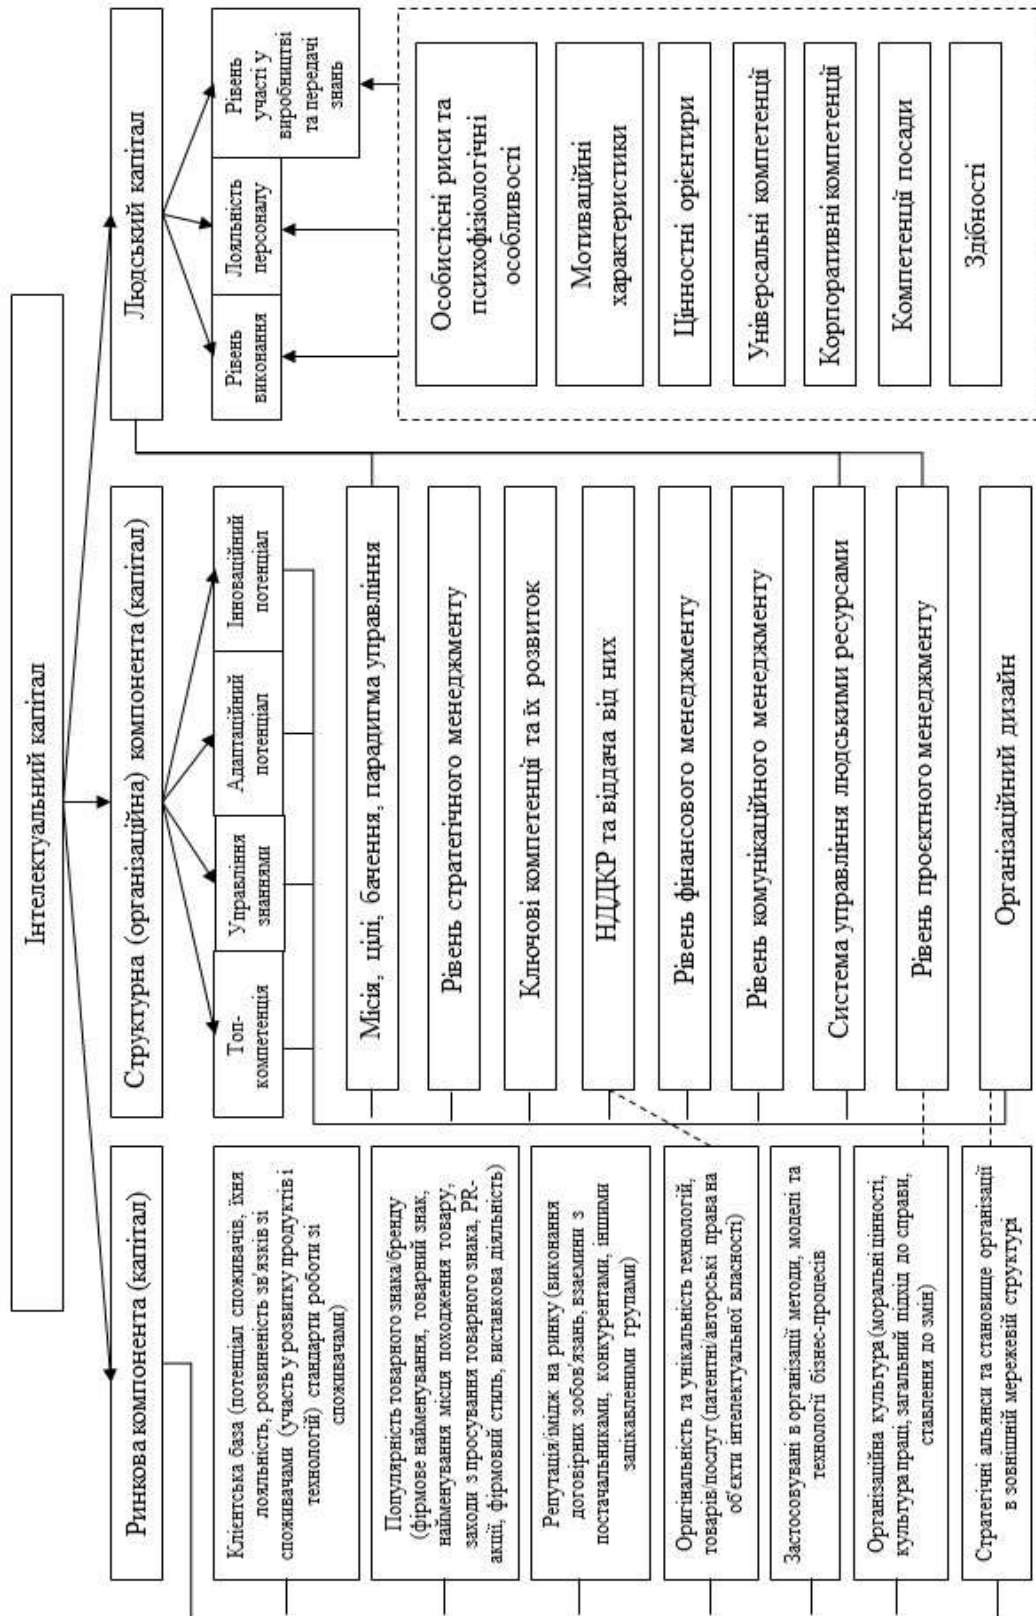 Інтелектуальний капітал
Ринкова компонента (капітал)
Клієнтська база (потенціал споживачів, їхня
лояльність, розвиненість зв'язків зі
споживачами (участь у розвитку продуктів і
технологій) стандарти роботи зі
споживачами)
Популярність товарного знака/бренду
(фірмове найменування, товарний знак,
найменування місця походження товару,
заходи з просування товарного знака, PR-
акції, фірмовий стиль, виставкова діяльність)
Репутація/імідж на ринку (виконання
договірних зобов'язань, взаємини з
постачальниками, конкурентами, іншими
зацікавленими групами)
Оригінальність та унікальність технологій,
товарів/послуг (патентні/авторські права на
об'єкти інтелектуальної власності)
Застосовувані в організації методи, моделі та
технології бізнес-процесів
Організаційна культура (моральні цінності,
культура праці, загальний підхід до справи,
ставлення до змін)
Стратегічні альянси та становище організації
в зовнішній мережевій структурі
Структурна (організаційна) компонента (капітал)
Топ-
компетенція
Управління
знаннями
Адаптаційний
потенціал
Інноваційний
потенціал
Місія, цілі, бачення, парадигма управління
Рівень стратегічного менеджменту
Ключові компетенції та їх розвиток
НДДКР та віддача від них
Рівень фінансового менеджменту
Рівень комунікаційного менеджменту
Система управління людськими ресурсами
Рівень проєктного менеджменту
Організаційний дизайн
Людський капітал
Рівень
виконання
Лояльність
персоналу
Рівень
участі у
виробництві
та передачі
знань
Особистісні риси та
психофізіологічні
особливості
Мотиваційні
характеристики
Ціннοстні орієнтири
Універсальні компетенції
Корпоративні компетенції
Компетенції посади
Здібності